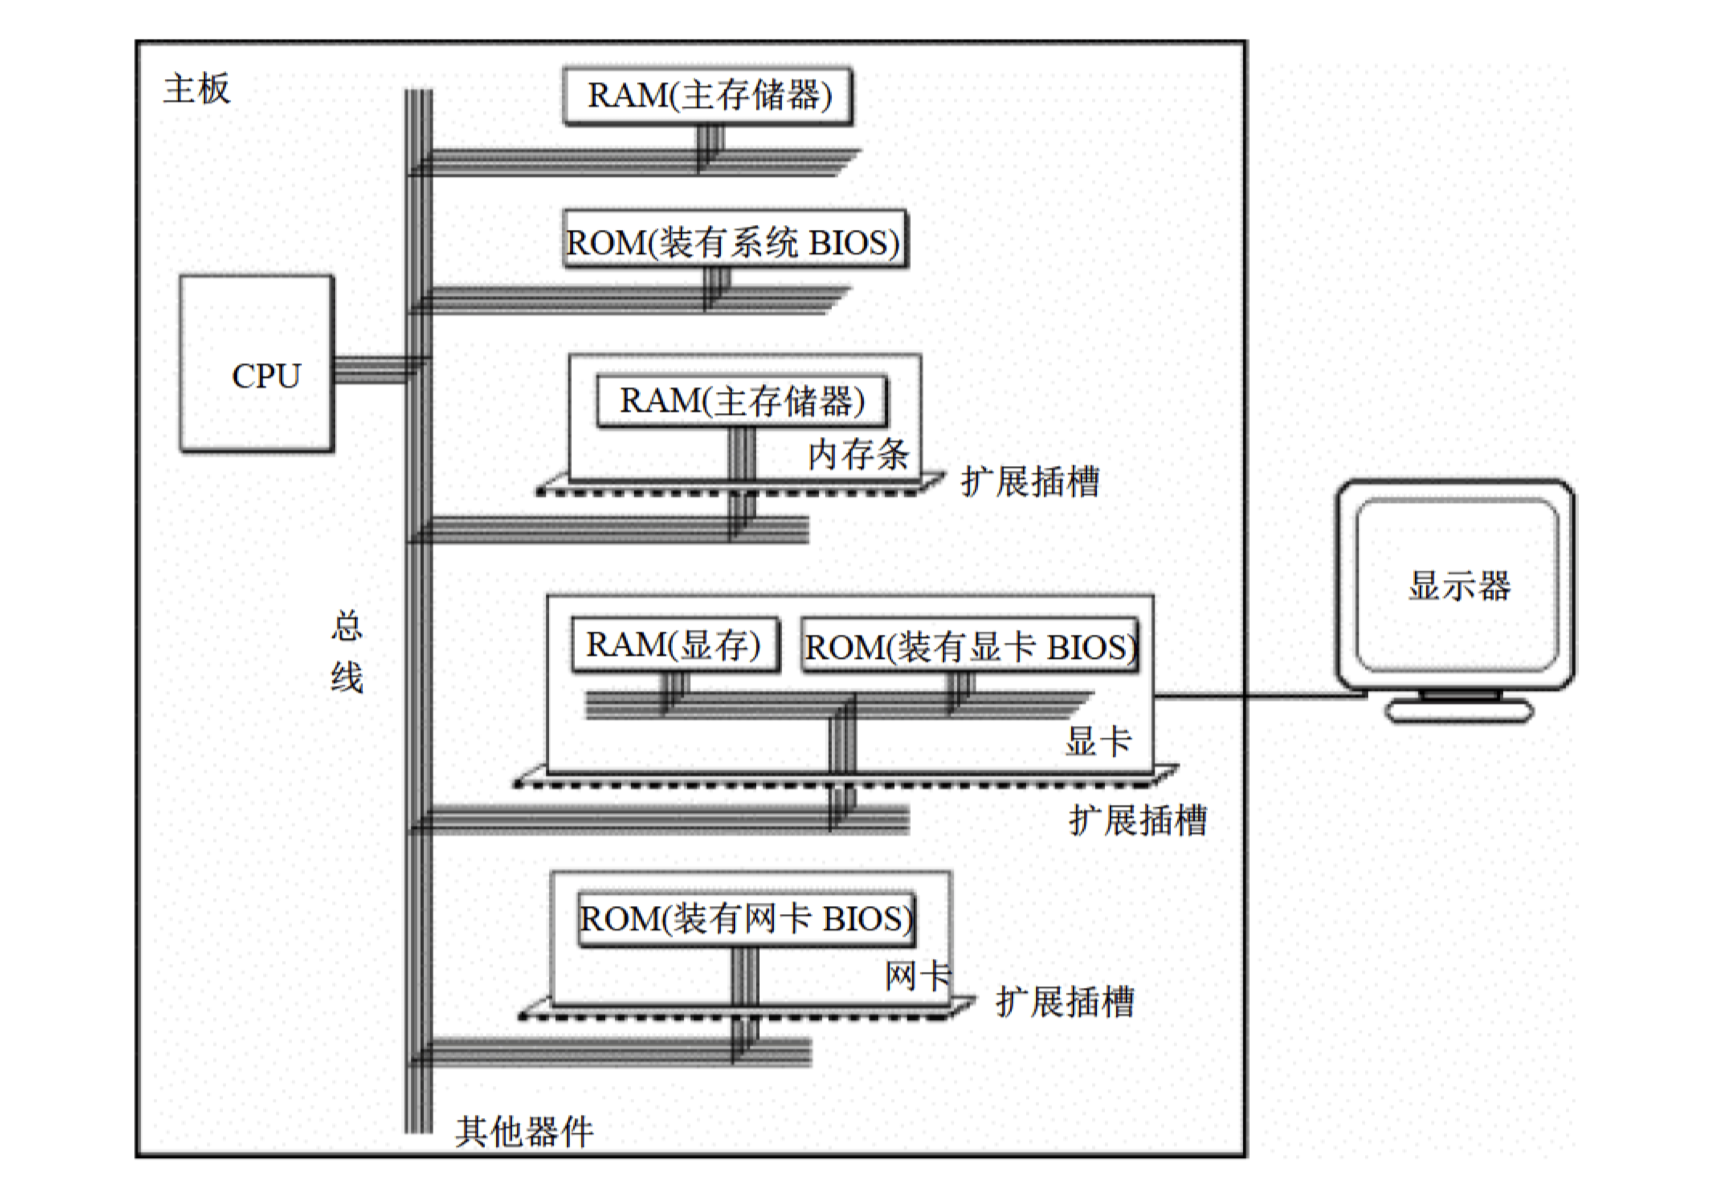 主板
RAM(主存储器)
ROM(装有系统 BIOS)
CPU
RAM(主存储器)
内存条
扩展插槽
显示器
总
线
RAM(显存)
ROM(装有显卡 BIOS)
显卡
扩展插槽
ROM(装有网卡 BIOS)
网卡
扩展插槽
其他器件